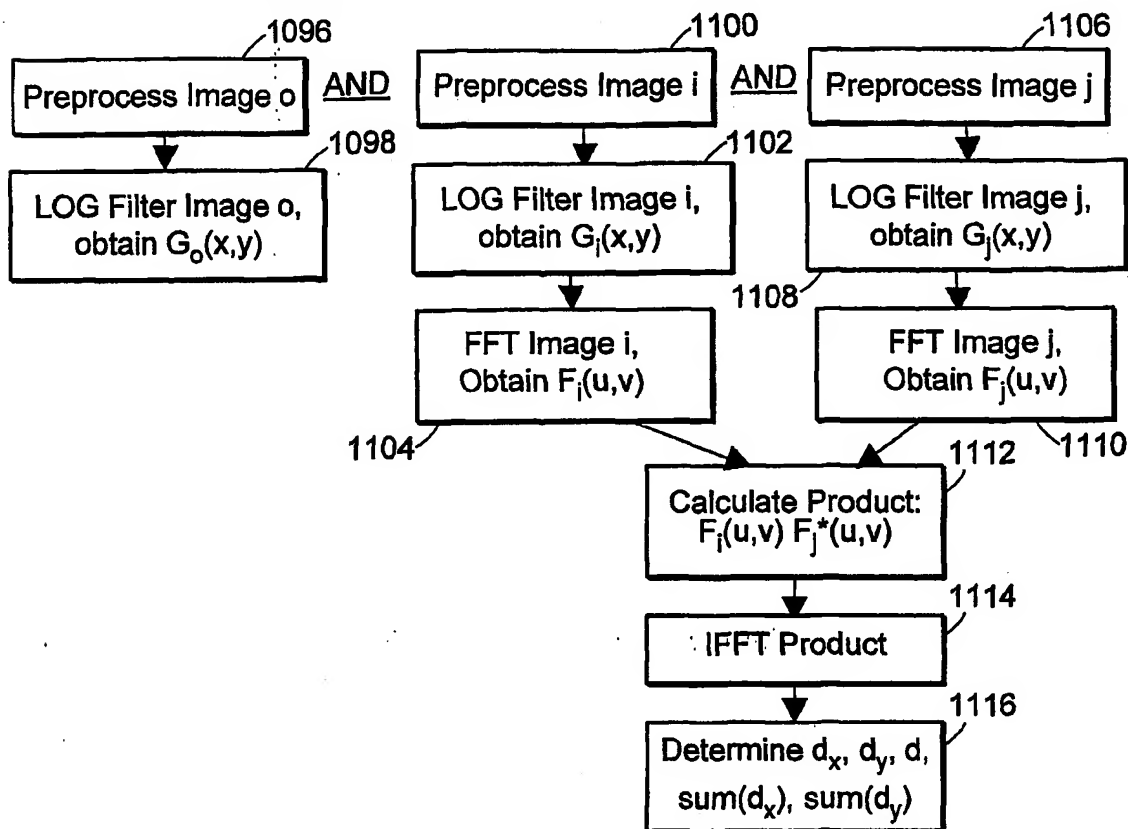 1096
1100
1106
Preprocess Image o
AND
Preprocess Image i
AND
Preprocess Image j
1098
1102
LOG Filter Image o,
obtain Gₒ(x,y)
LOG Filter Image i,
obtain Gᵢ(x,y)
LOG Filter Image j,
obtain Gⱼ(x,y)
1108
FFT Image i,
Obtain Fᵢ(u,v)
FFT Image j,
Obtain Fⱼ(u,v)
1104
1110
1112
Calculate Product:
Fᵢ(u,v) Fⱼ*(u,v)
1114
IFFT Product
1116
Determine dₓ, d_y, d,
sum(dₓ), sum(d_y)